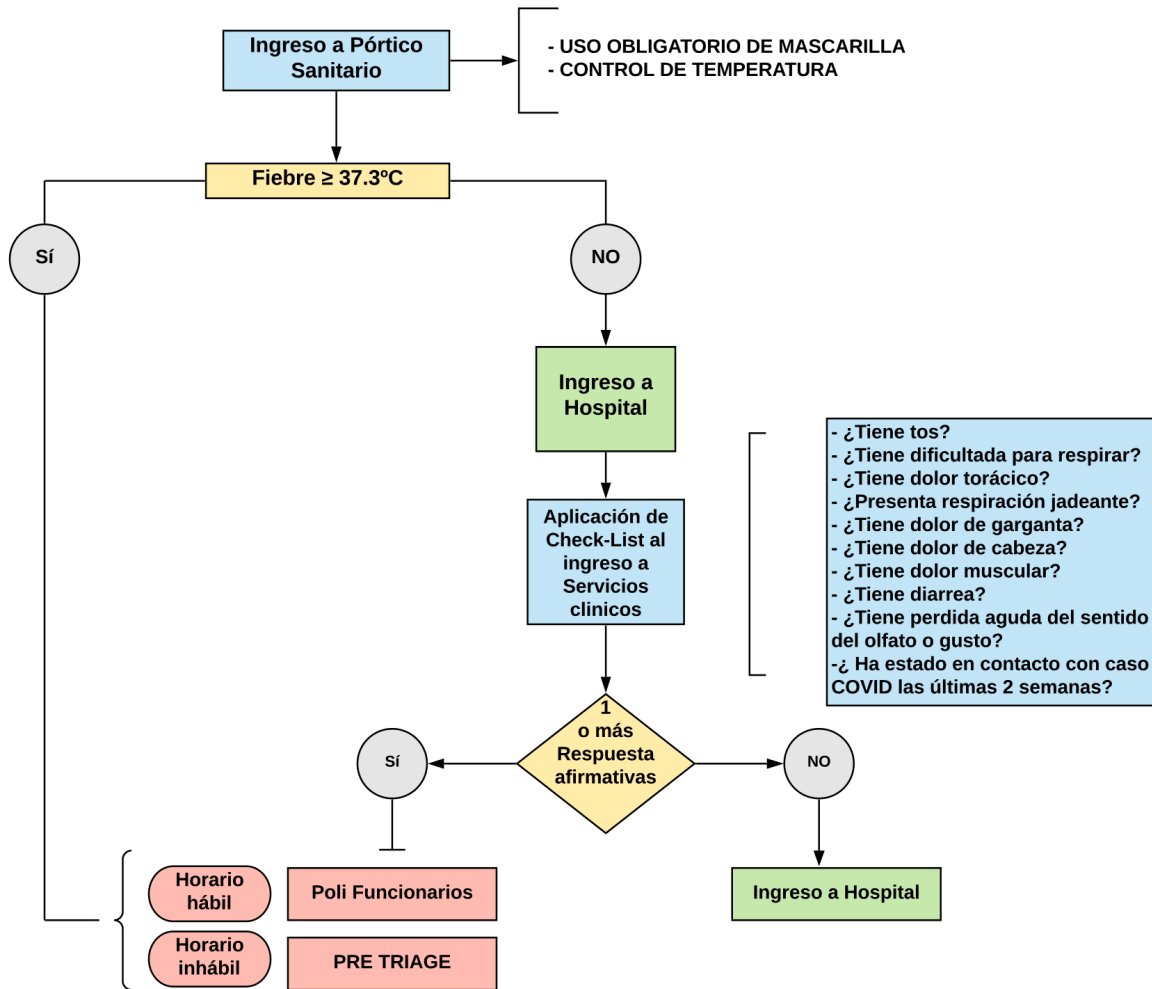 Ingreso a Pórtico
Sanitario
- USO OBLIGATORIO DE MASCARILLA
- CONTROL DE TEMPERATURA
Fiebre ≥ 37.3ºC
Sí
NO
Ingreso a
Hospital
- ¿Tiene tos?
- ¿Tiene dificultada para respirar?
- ¿Tiene dolor torácico?
- ¿Presenta respiración jadeante?
- ¿Tiene dolor de garganta?
- ¿Tiene dolor de cabeza?
- ¿Tiene dolor muscular?
- ¿Tiene diarrea?
- ¿Tiene perdida aguda del sentido
del olfato o gusto?
-¿ Ha estado en contacto con caso
COVID las últimas 2 semanas?
Aplicación de
Check-List al
ingreso a
Servicios
clinicos
1
o más
Respuesta
afirmativas
Sí
NO
Horario
hábil
Poli Funcionarios
Ingreso a Hospital
Horario
inhábil
PRE TRIAGE